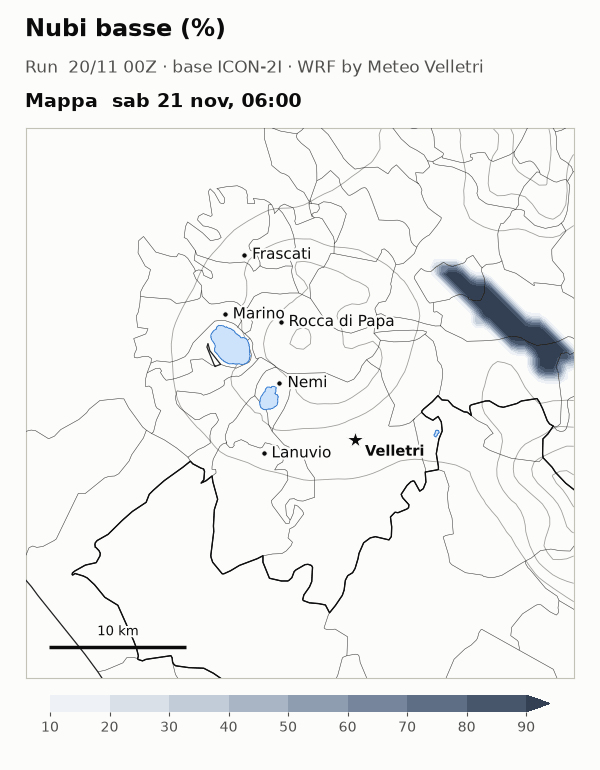 Nubi basse (%)
Run  20/11 00Z · base ICON-2I · WRF by Meteo Velletri
Mappa  sab 21 nov, 06:00
Frascati
Marino
Rocca di Papa
Nemi
Velletri
Lanuvio
10 km
10 20 30 40 50 60 70 80 90